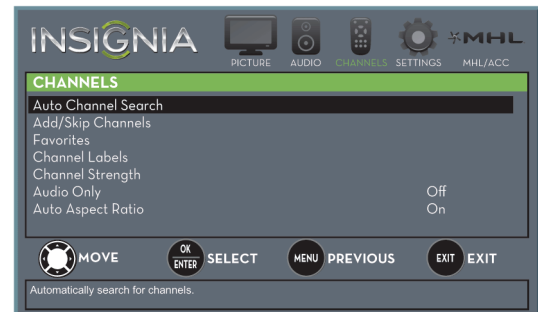 INSIGNIA
PICTURE AUDIO CHANNELS SETTINGS MHL MHL/ACC
CHANNELS
Auto Channel Search
Add/Skip Channels
Favorites
Channel Labels
Channel Strength
Audio Only Off
Auto Aspect Ratio On
MOVE OK ENTER SELECT MENU PREVIOUS EXIT EXIT
Automatically search for channels.